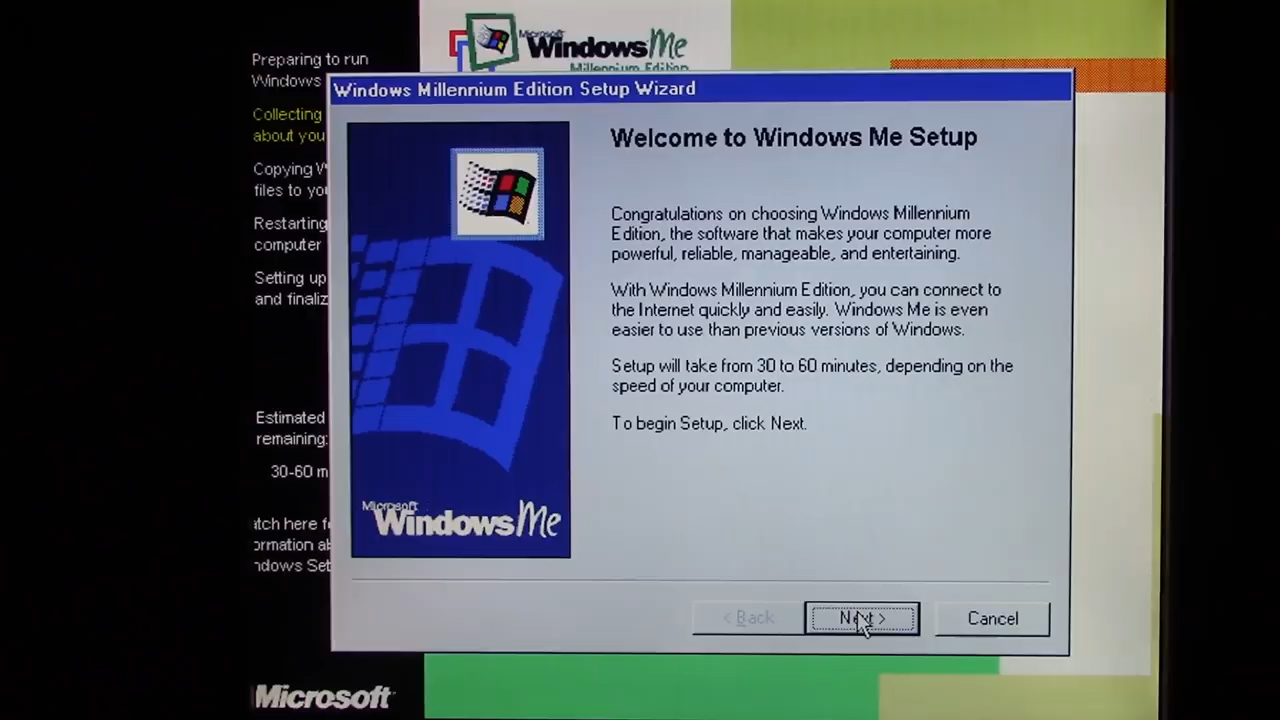 Preparing to run
Windows
Collecting
about you
Copying W
files to you
Restarting
computer
Setting up
and finaliz
Estimated
remaining:
30-60 m
atch here f
ormation ab
ndows Set
Microsoft
Microsoft
Windows Me
Millennium Edition
Windows Millennium Edition Setup Wizard
Microsoft
Windows Me
Welcome to Windows Me Setup
Congratulations on choosing Windows Millennium
Edition, the software that makes your computer more
powerful, reliable, manageable, and entertaining.
With Windows Millennium Edition, you can connect to
the Internet quickly and easily. Windows Me is even
easier to use than previous versions of Windows.
Setup will take from 30 to 60 minutes, depending on the
speed of your computer.
To begin Setup, click Next.
< Back
Next >
Cancel